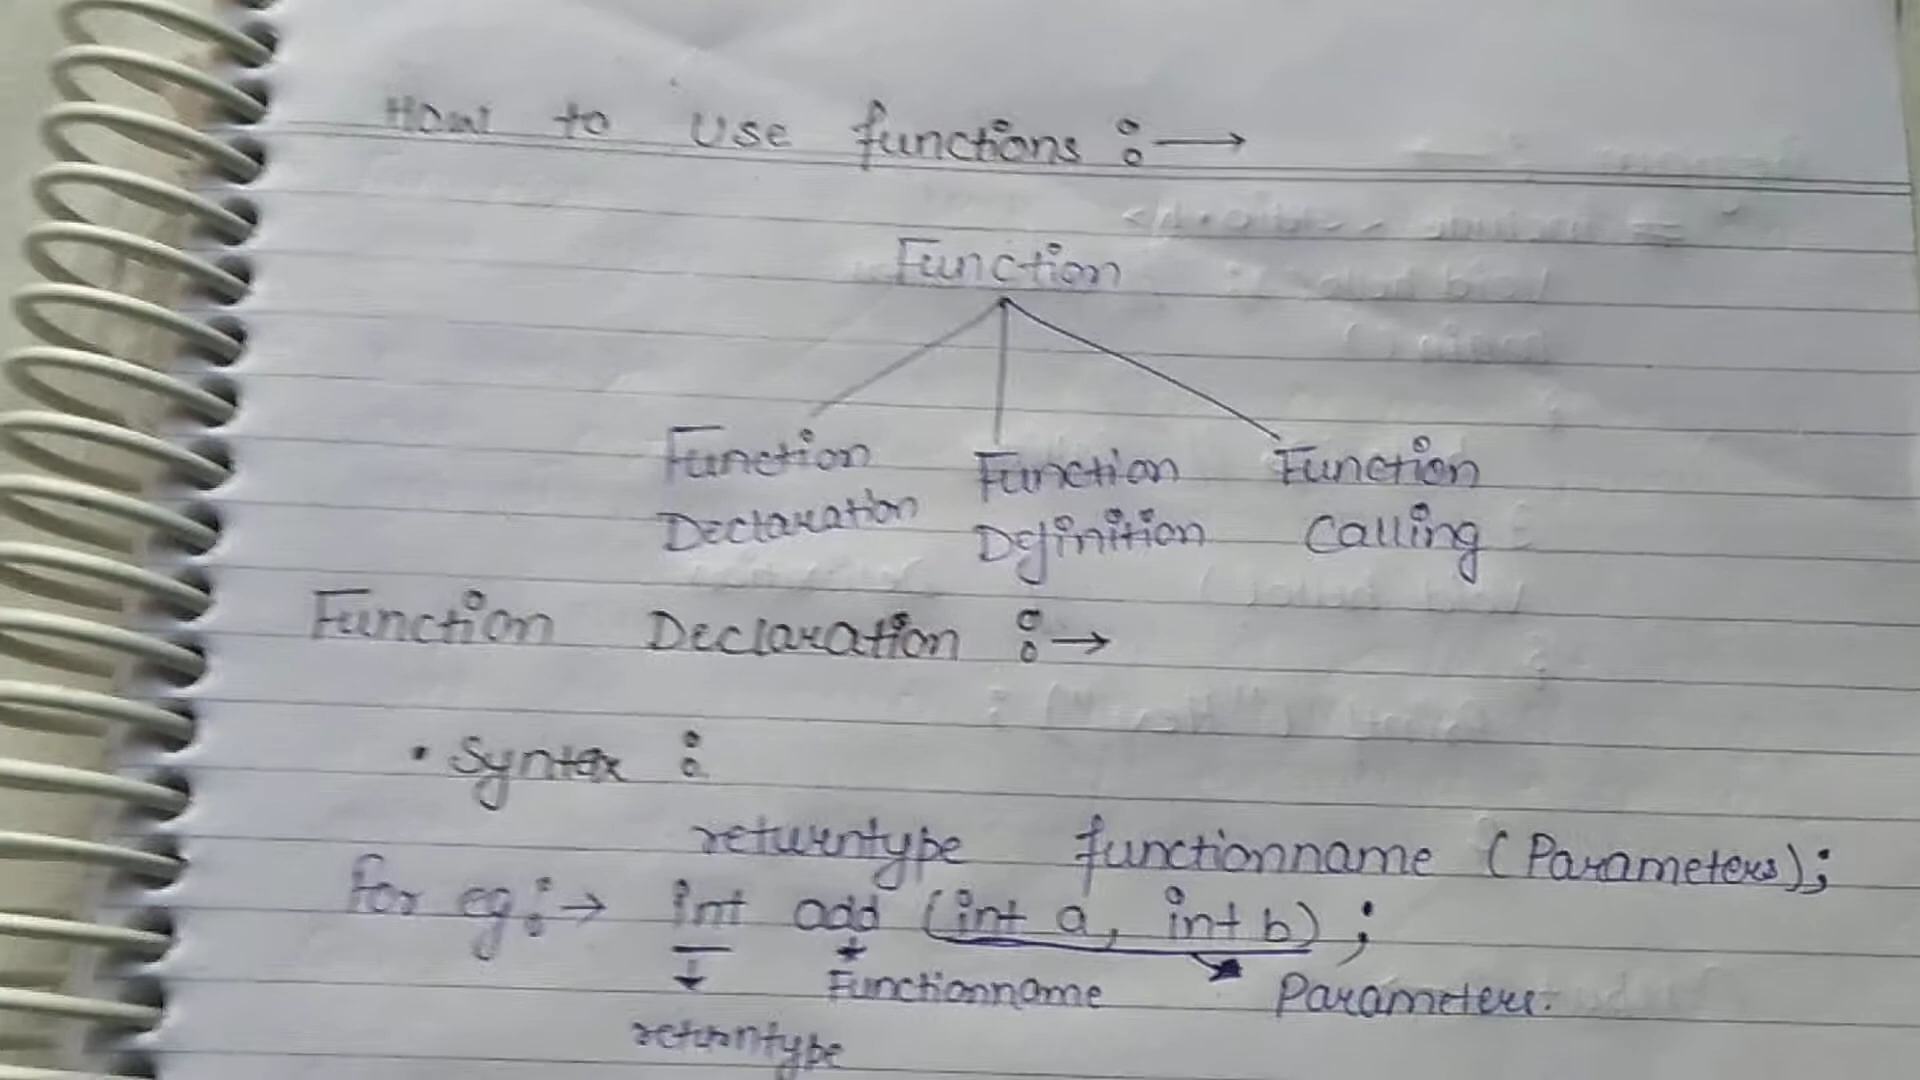 How to Use functions :→
Function
Function Function Function
Declaration Definition Calling
Function Declaration :→
• Syntex :
returntype functionname (Parameters);
for eg:→ int add (int a, int b) ;
Functionname Parameters.
returntype